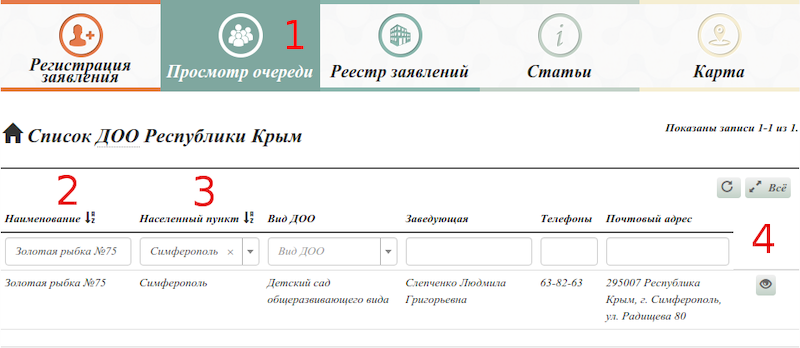 1
Регистрация
заявления
Просмотр очереди
Реестр заявлений
i
Статьи
Карта
Список ДОО Республики Крым
Показаны записи 1-1 из 1.
2
3
Всё
Наименование
Населенный пункт
Вид ДОО
Заведующая
Телефоны
Почтовый адрес
4
Золотая рыбка №75
Симферополь ×
Вид ДОО
Золотая рыбка №75
Симферополь
Детский сад
общеразвивающего вида
Слепченко Людмила
Григорьевна
63-82-63
295007 Республика
Крым, г. Симферополь,
ул. Радищева 80